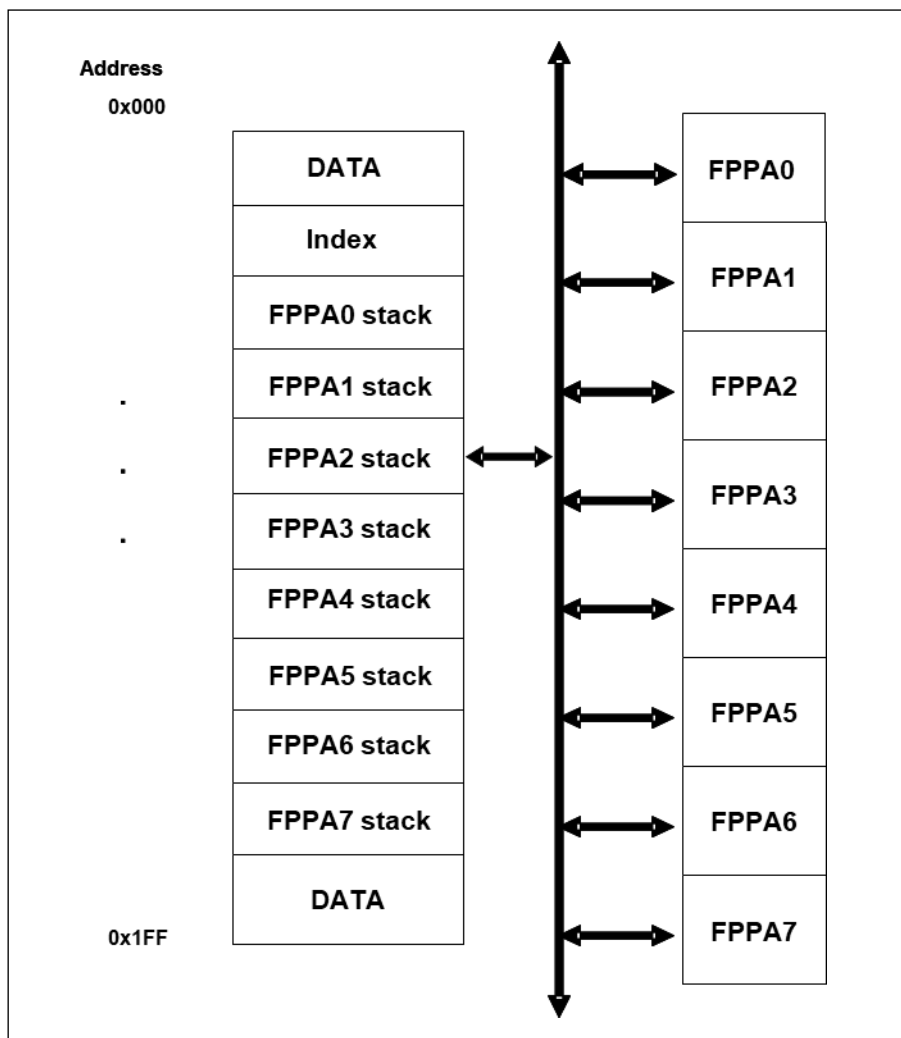 Address
0x000
DATA
Index
FPPA0 stack
FPPA1 stack
.
FPPA2 stack
.
FPPA3 stack
.
FPPA4 stack
FPPA5 stack
FPPA6 stack
FPPA7 stack
DATA
0x1FF
FPPA0
FPPA1
FPPA2
FPPA3
FPPA4
FPPA5
FPPA6
FPPA7